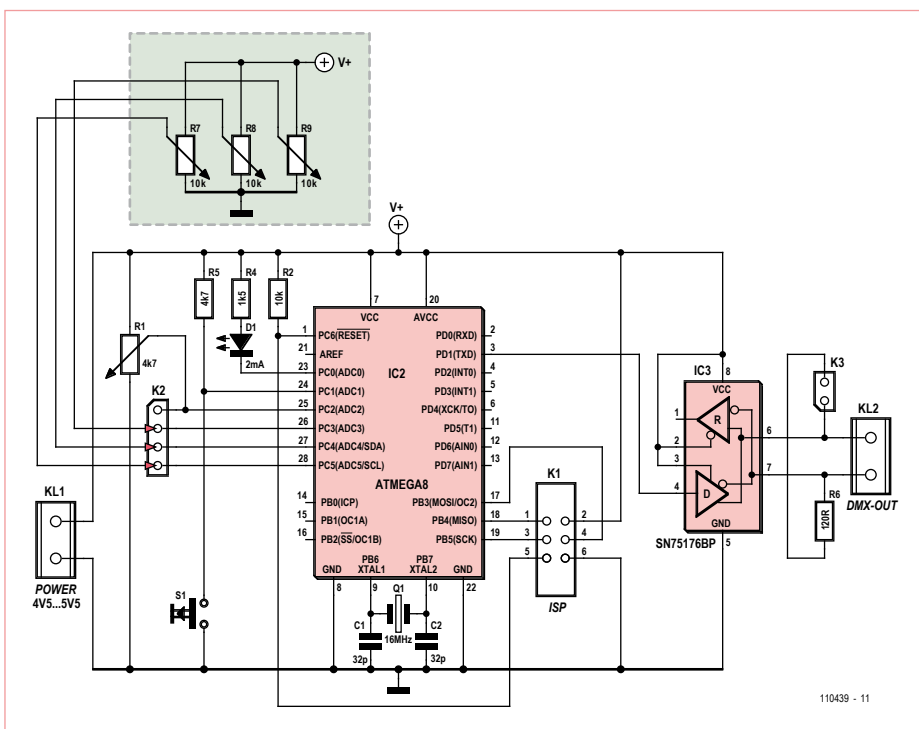 V+
R7
R8
R9
10k
10k
10k
V+
R5
4k7
R4
1k5
R2
10k
R1
4k7
D1
2mA
K2
KL1
POWER
4V5...5V5
S1
7
20
VCC
AVCC
1
PC6(RESET)
21
AREF
23
PC0(ADC0)
24
PC1(ADC1)
25
PC2(ADC2)
26
PC3(ADC3)
27
PC4(ADC4/SDA)
28
PC5(ADC5/SCL)
IC2
ATMEGA8
14
PB0(ICP)
15
PB1(OC1A)
16
PB2(SS/OC1B)
PD0(RXD)
2
PD1(TXD)
3
PD2(INT0)
4
PD3(INT1)
5
PD4(XCK/TO)
6
PD5(T1)
11
PD6(AIN0)
12
PD7(AIN1)
13
PB3(MOSI/OC2)
17
PB4(MISO)
18
PB5(SCK)
19
GND
PB6
XTAL1
PB7
XTAL2
GND
8
9
10
22
Q1
16MHz
C1
32p
C2
32p
K1
1
2
3
4
5
6
ISP
IC3
8
VCC
1
R
2
3
4
D
6
7
GND
5
SN75176BP
K3
KL2
R6
120R
DMX-OUT
110439 - 11